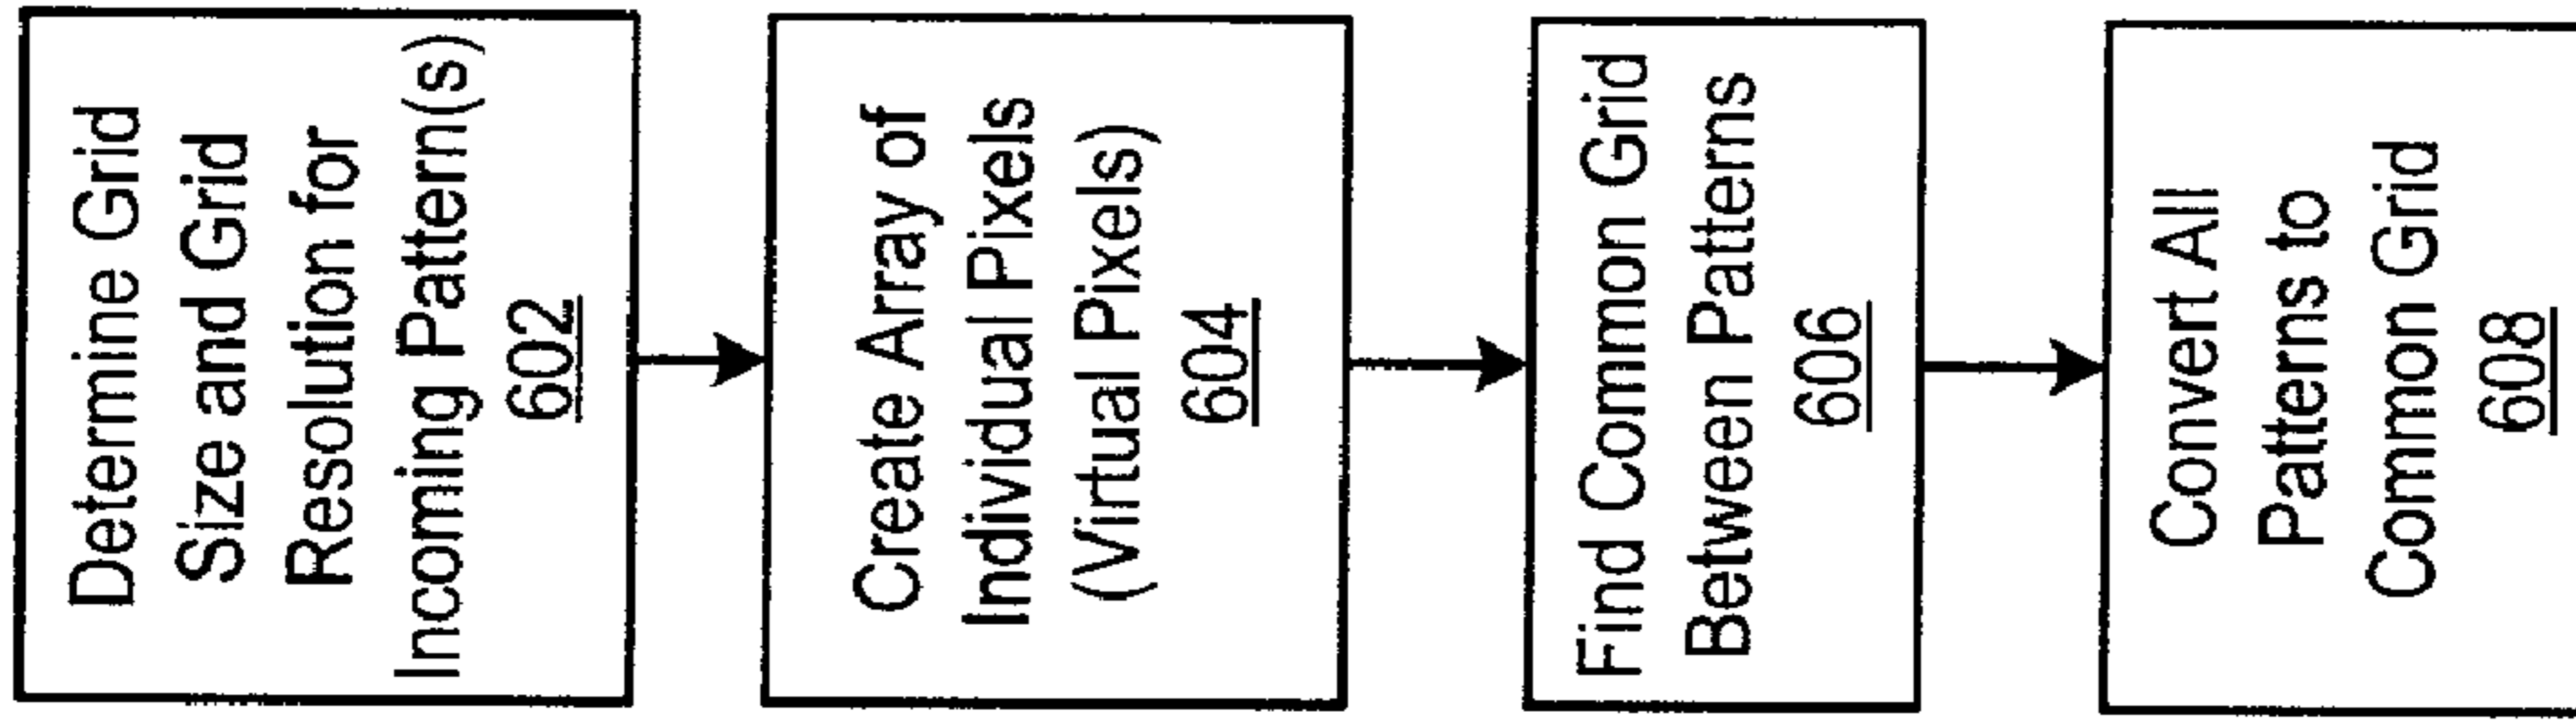 Determine Grid
Size and Grid
Resolution for
Incoming Pattern(s)
602
Create Array of
Individual Pixels
(Virtual Pixels)
604
Find Common Grid
Between Patterns
606
Convert All
Patterns to
Common Grid
608